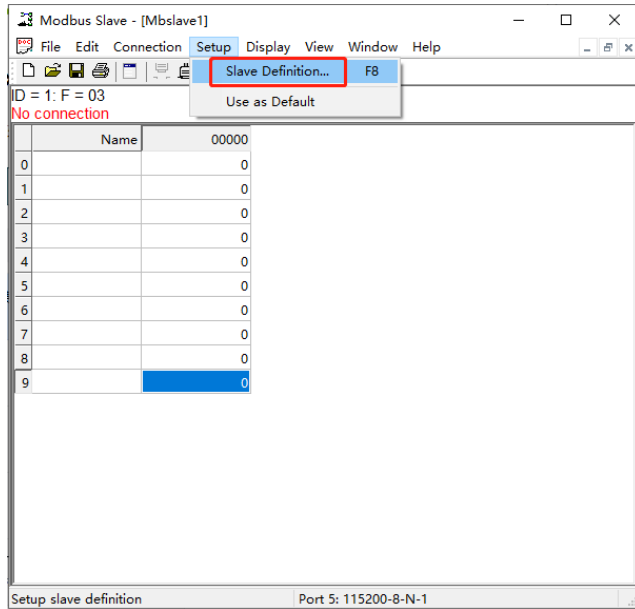 Modbus Slave - [Mbslave1]
File Edit Connection Setup Display View Window Help
Slave Definition... F8
Use as Default
ID = 1: F = 03
No connection
Name 00000
0 0
1 0
2 0
3 0
4 0
5 0
6 0
7 0
8 0
9 0
Setup slave definition Port 5: 115200-8-N-1